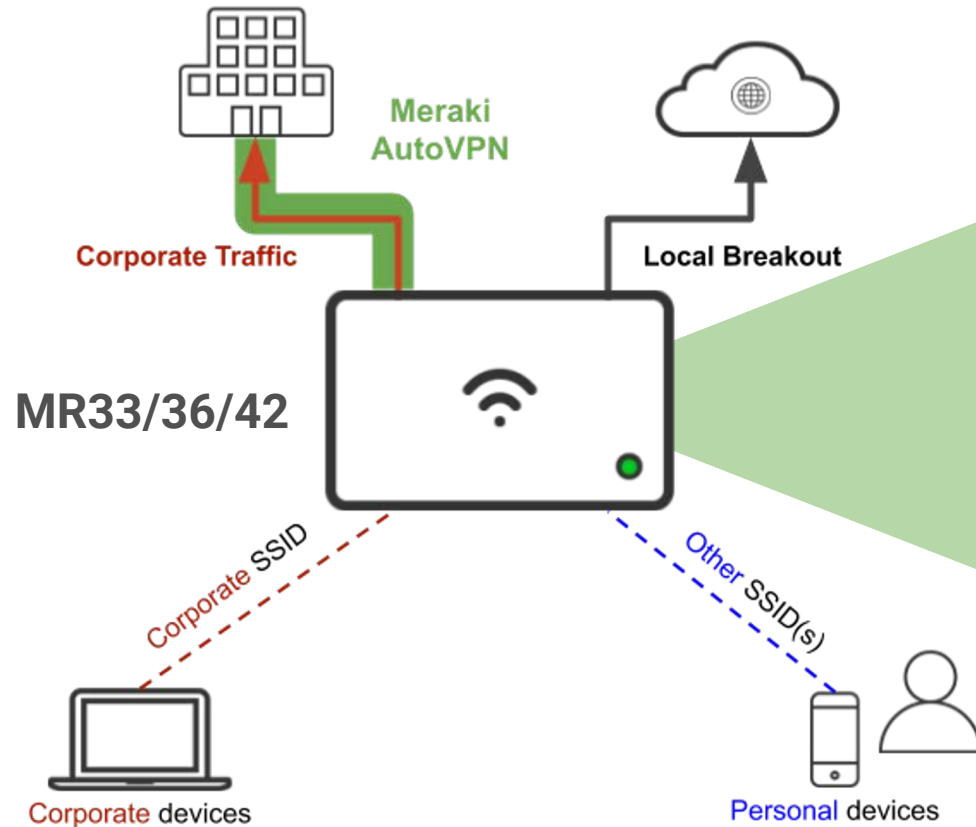 Meraki
AutoVPN
Corporate Traffic
Local Breakout
MR33/36/42
Corporate SSID
Other SSID(s)
Corporate devices
Personal devices